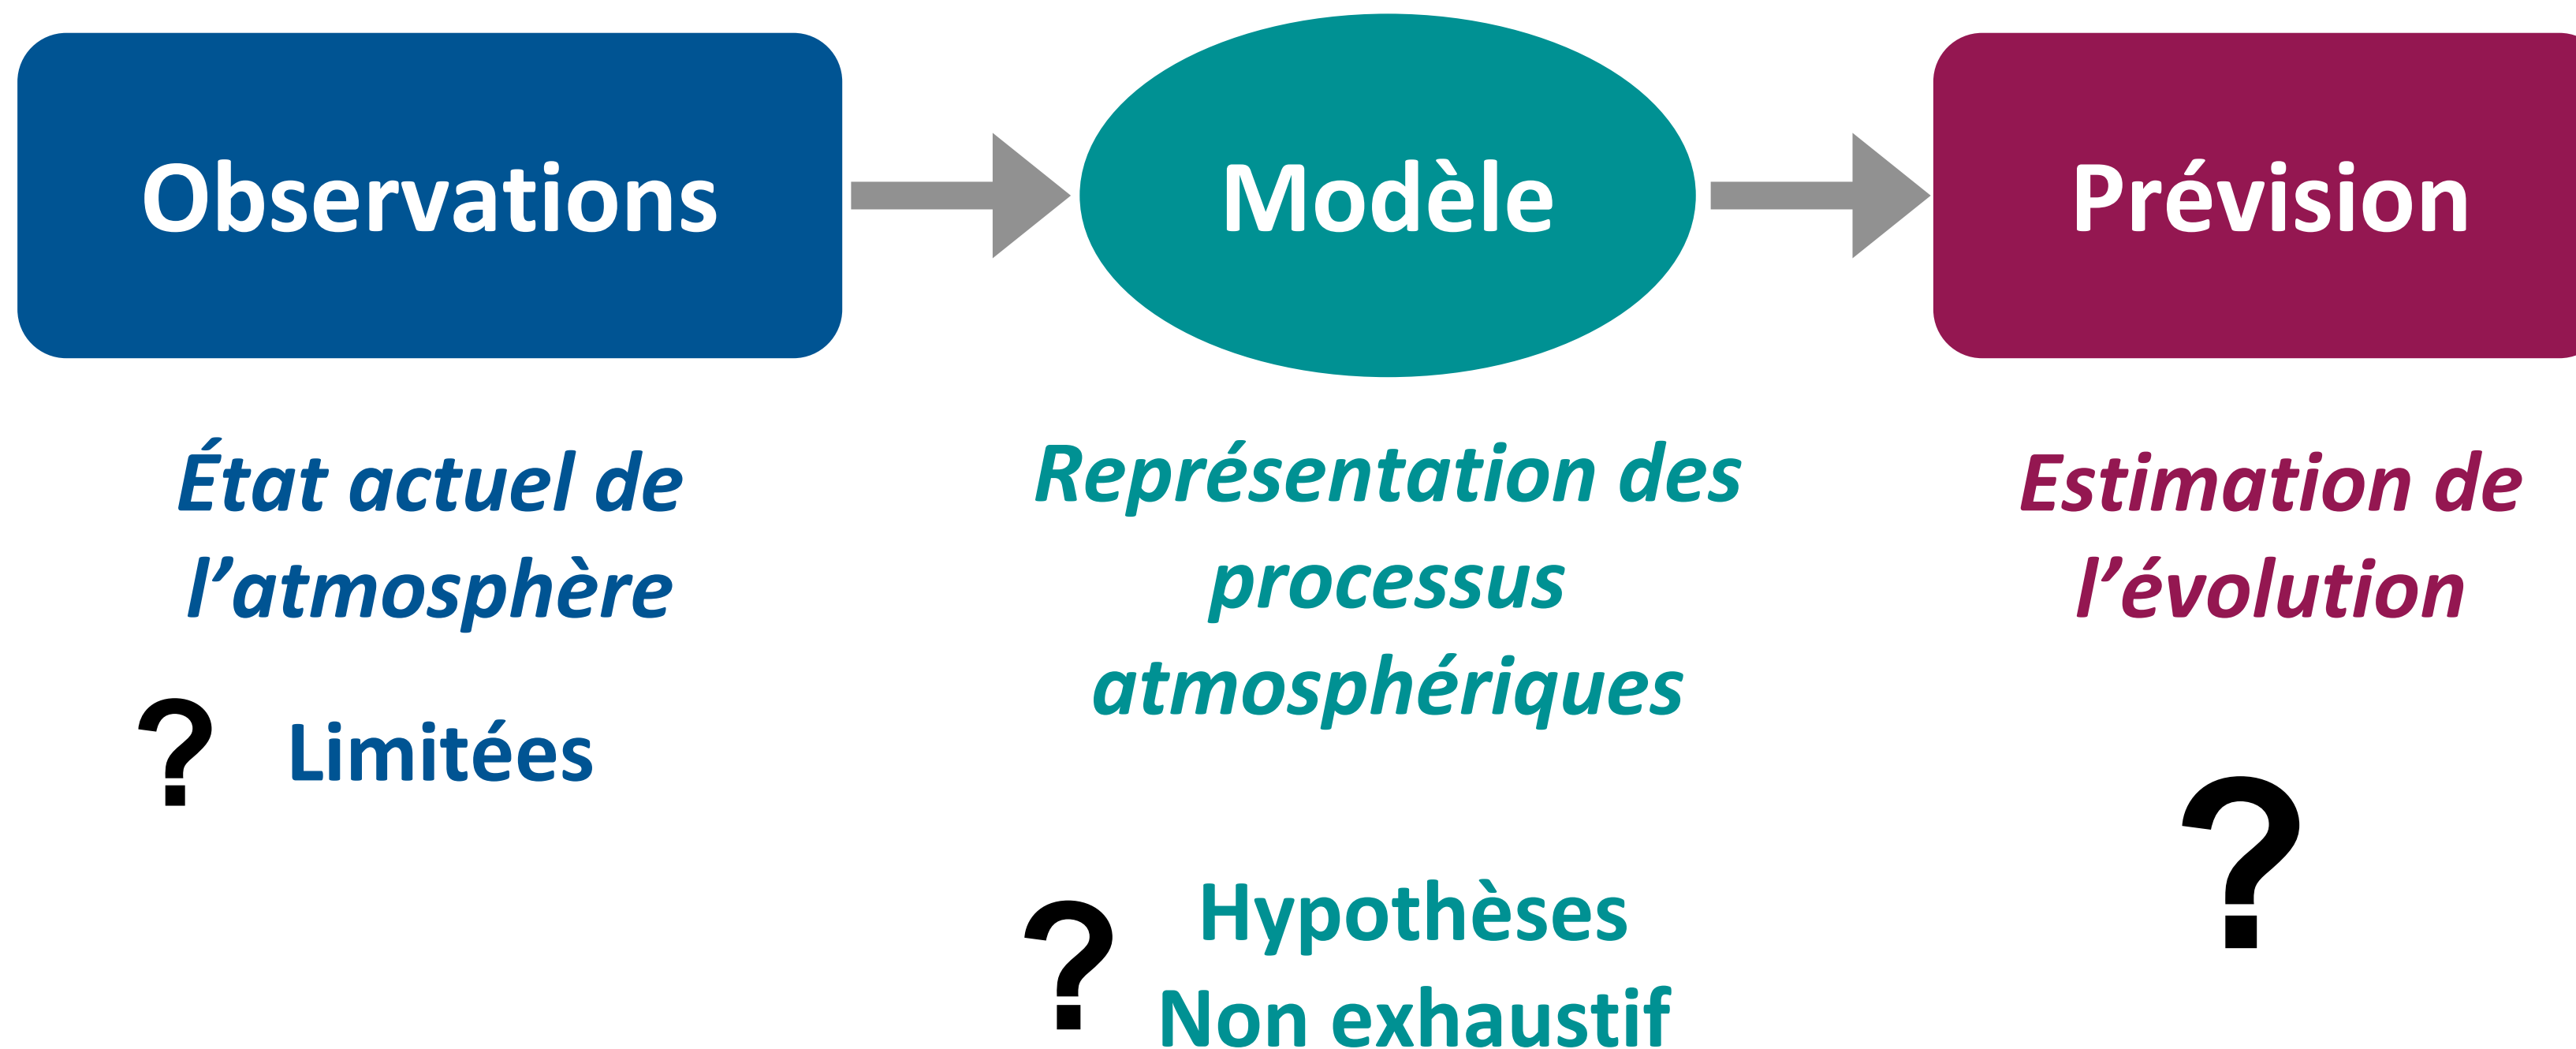 Observations
Modèle
Prévision
État actuel de
l’atmosphère
? Limitées
Représentation des
processus
atmosphériques
? Hypothèses
Non exhaustif
Estimation de
l’évolution
?